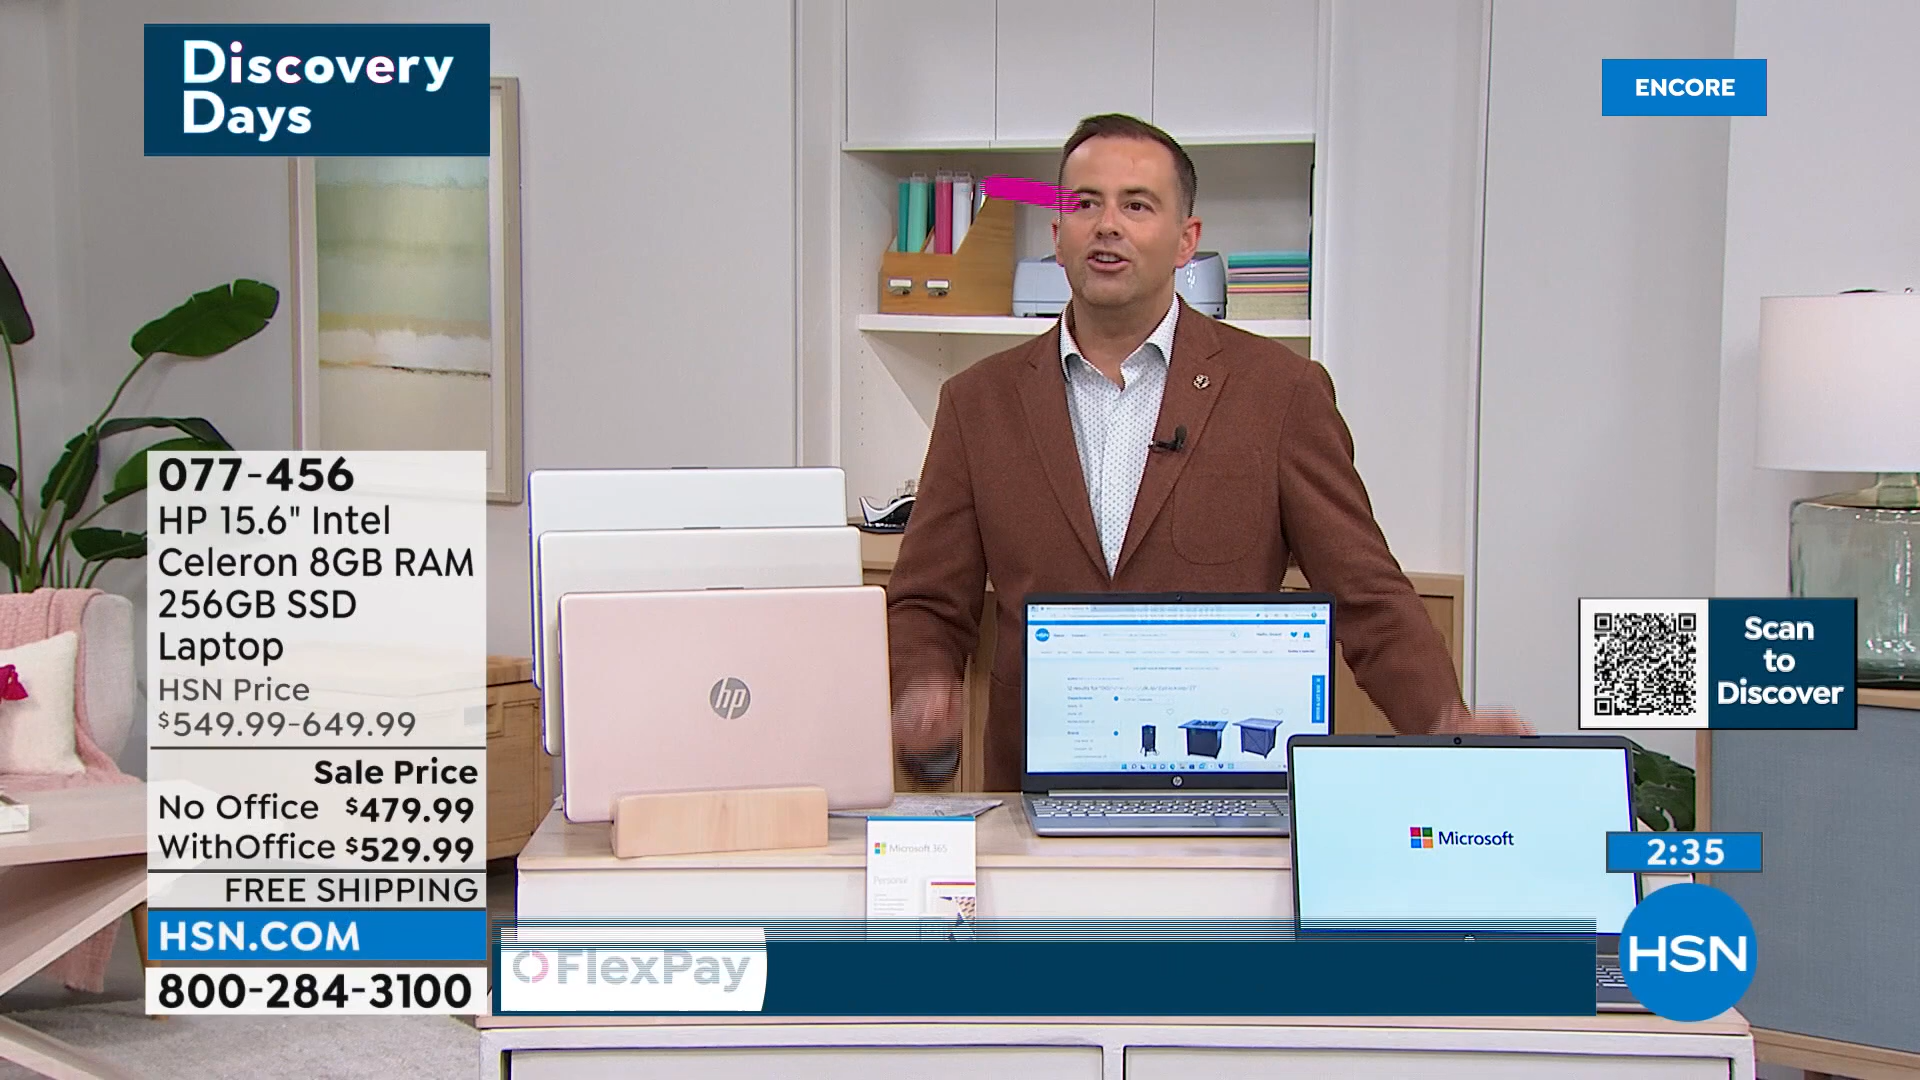 Discovery
Days
ENCORE
077-456
HP 15.6" Intel
Celeron 8GB RAM
256GB SSD
Laptop
HSN Price
$549.99-649.99
Sale Price
No Office $479.99
WithOffice $529.99
FREE SHIPPING
HSN.COM
800-284-3100
hp
HSN
Microsoft 365
Personal
Microsoft
FlexPay
Scan
to
Discover
2:35
HSN